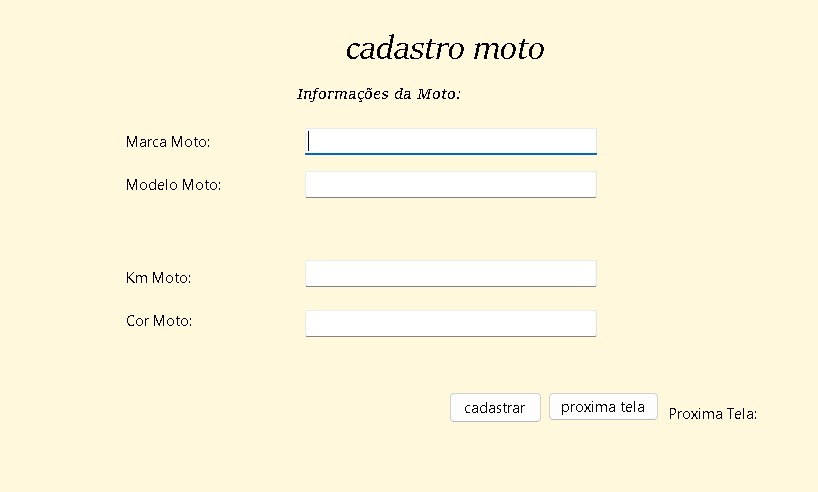 cadastro moto
Informações da Moto:
Marca Moto:
Modelo Moto:
Km Moto:
Cor Moto:
cadastrar
proxima tela
Proxima Tela: